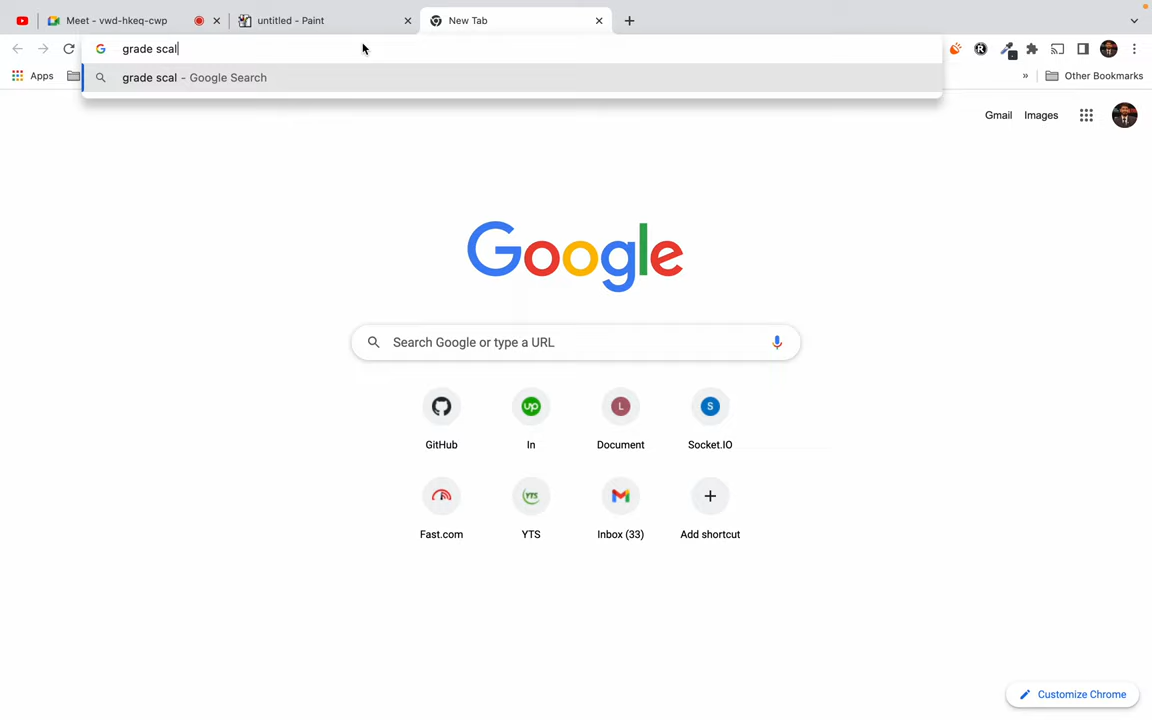 Meet - vwd-hkeq-cwp
untitled - Paint
New Tab
grade scal
Apps
grade scal - Google Search
Other Bookmarks
Gmail
Images
Google
Search Google or type a URL
GitHub
In
Document
Socket.IO
Fast.com
YTS
Inbox (33)
Add shortcut
Customize Chrome